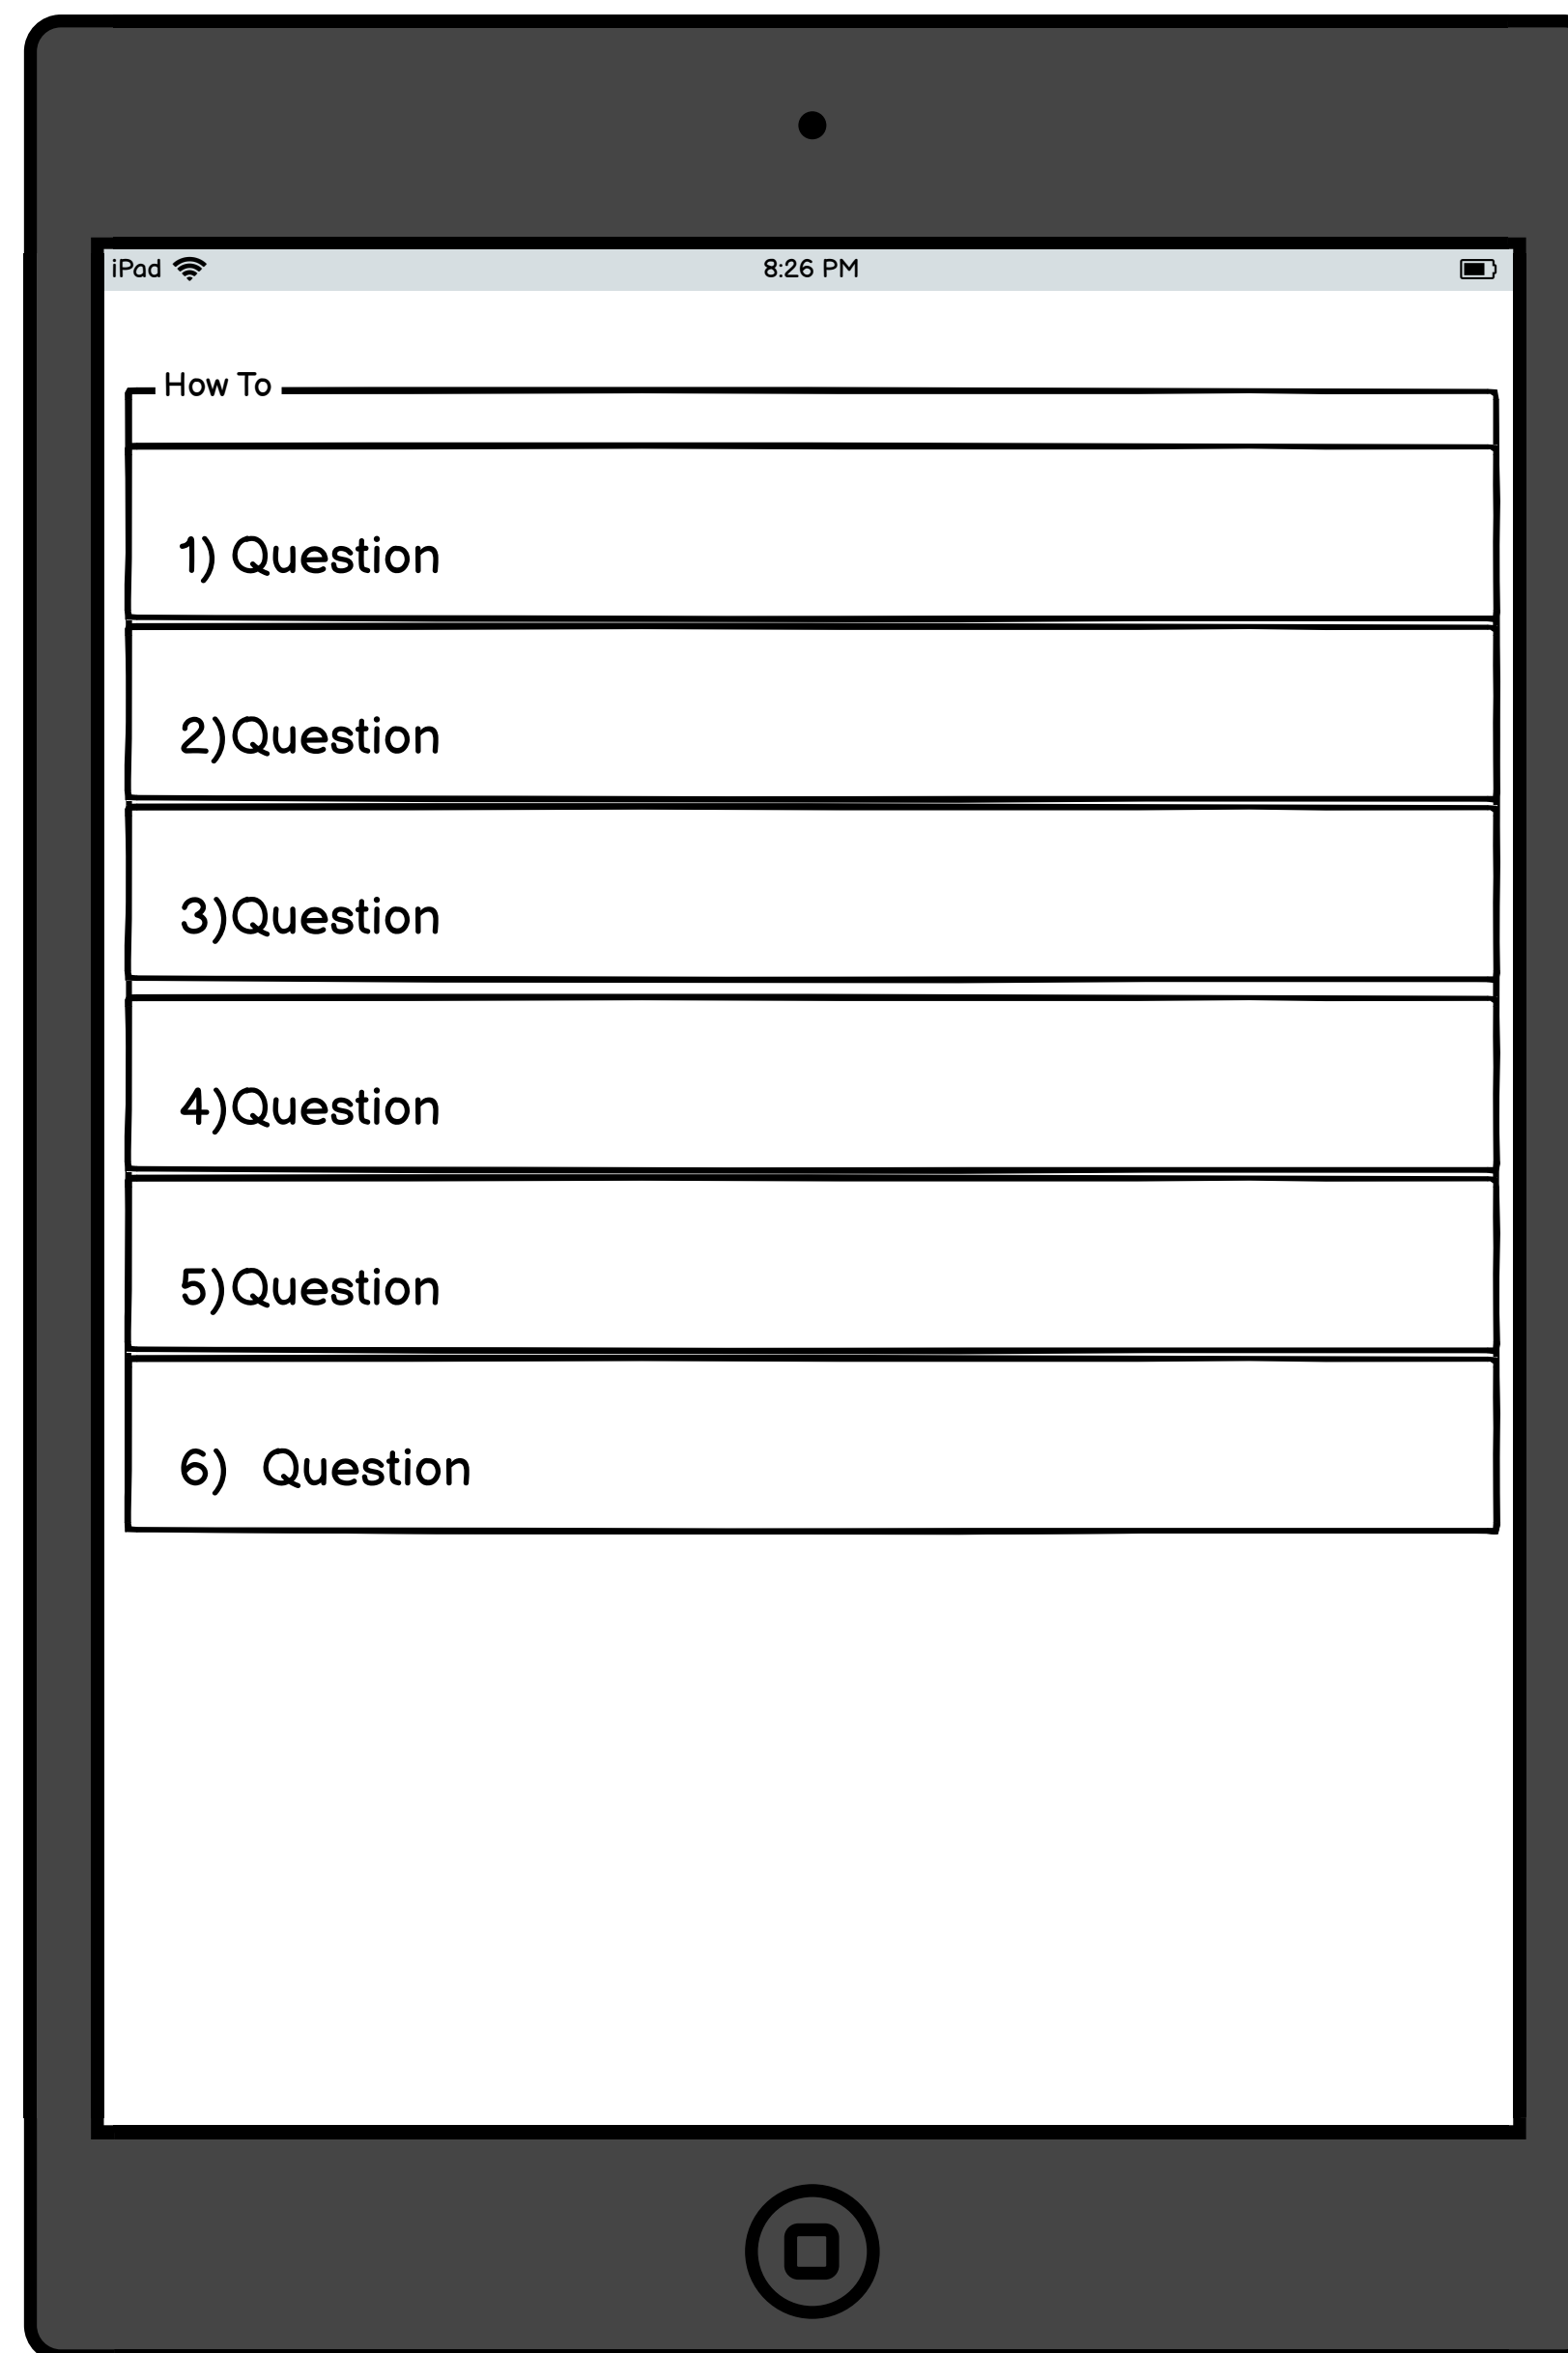 iPad 8:26 PM
How To
1) Question
2)Question
3)Question
4)Question
5)Question
6)  Question